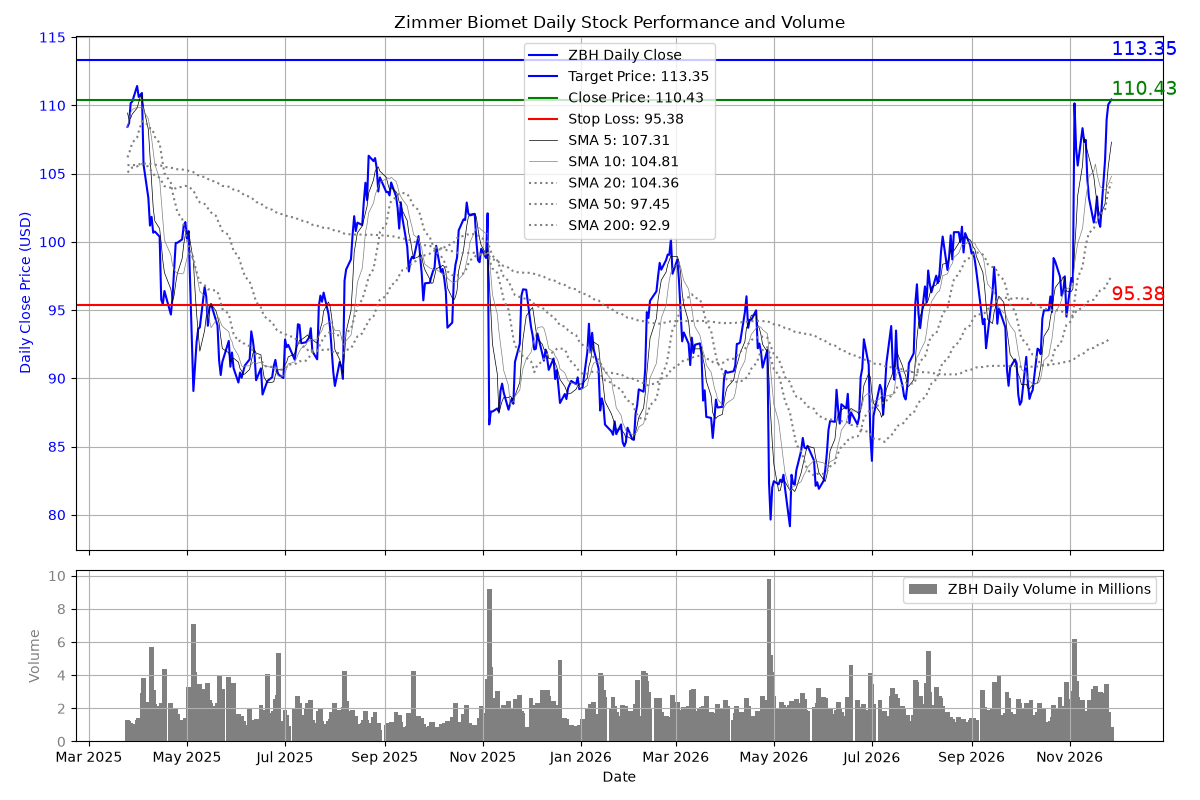 Zimmer Biomet Daily Stock Performance and Volume
115
110
105
100
95
90
85
80
Daily Close Price (USD)
ZBH Daily Close
Target Price: 113.35
Close Price: 110.43
Stop Loss: 95.38
SMA 5: 107.31
SMA 10: 104.81
SMA 20: 104.36
SMA 50: 97.45
SMA 200: 92.9
113.35
110.43
95.38
10
8
6
4
2
0
Volume
ZBH Daily Volume in Millions
Mar 2025 May 2025 Jul 2025 Sep 2025 Nov 2025 Jan 2026 Mar 2026 May 2026 Jul 2026 Sep 2026 Nov 2026
Date